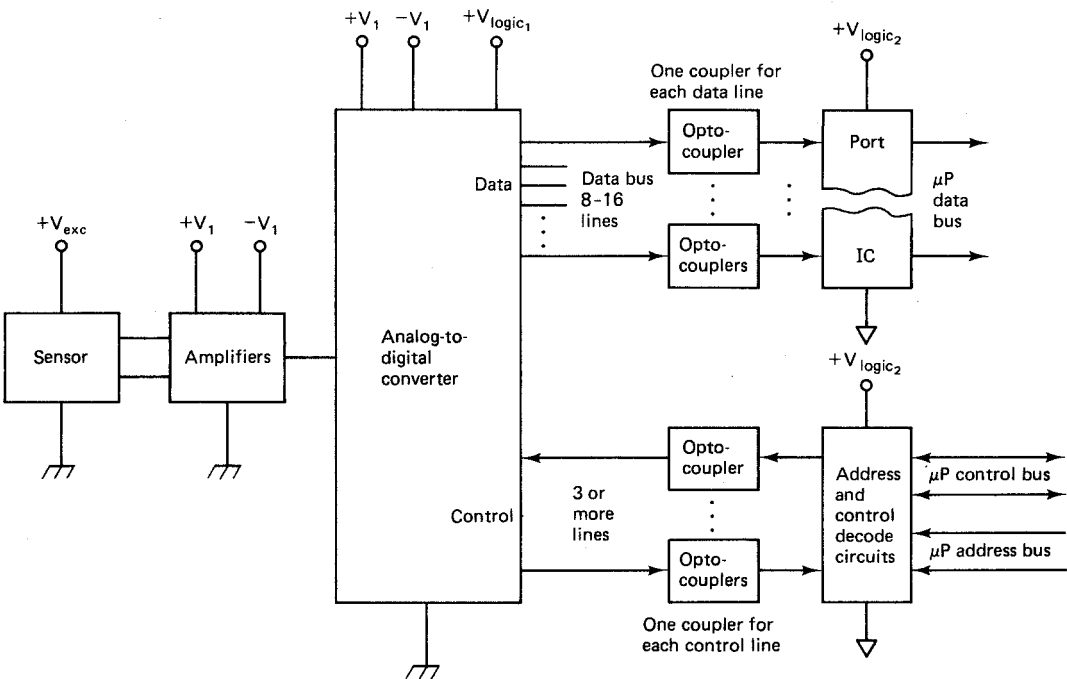 +V1
−V1
+Vlogic1
+Vlogic2
One coupler for
each data line
Opto-
coupler
Port
Data
Data bus
8-16
lines
μP
data
bus
Opto-
couplers
IC
+Vexc
+V1
−V1
Sensor
Amplifiers
Analog-to-
digital
converter
+Vlogic2
Opto-
coupler
Address
and
control
decode
circuits
μP control bus
3 or
more
lines
Control
Opto-
couplers
μP address bus
One coupler for
each control line